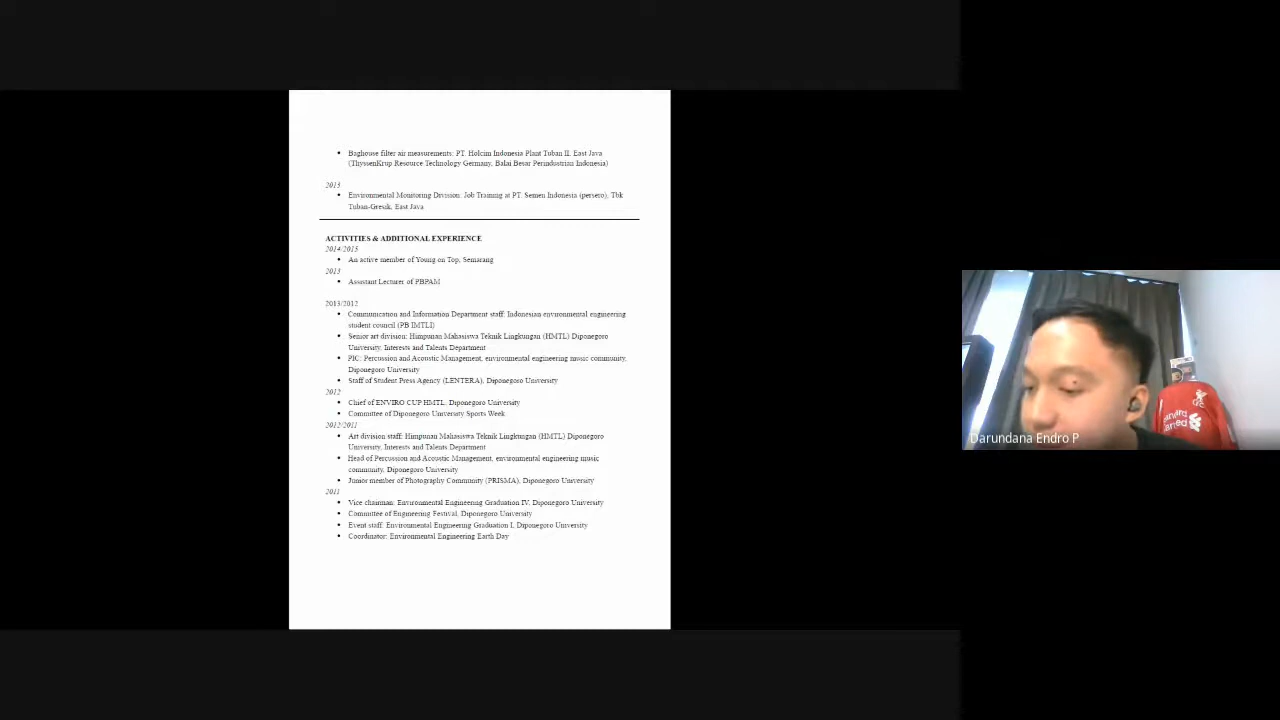 Baghouse filter air measurements: PT. Holcim Indonesia Plant Tuban II, East Java
(ThyssenKrup Resource Technology Germany, Balai Besar Perindustrian Indonesia)
2013
Environmental Monitoring Division: Job Training at PT. Semen Indonesia (persero), Tbk
Tuban-Gresik, East Java
ACTIVITIES & ADDITIONAL EXPERIENCE
2014/2015
An active member of Young on Top, Semarang
2013
Assistant Lecturer of PBPAM
2013/2012
Communication and Information Department staff: Indonesian environmental engineering
student council (PB IMTLI)
Senior art division: Himpunan Mahasiswa Teknik Lingkungan (HMTL) Diponegoro
University, Interests and Talents Department
PIC: Percussion and Acoustic Management, environmental engineering music community,
Diponegoro University
Staff of Student Press Agency (LENTERA), Diponegoro University
2012
Chief of ENVIRO CUP HMTL, Diponegoro University
Committee of Diponegoro University Sports Week
2012/2011
Art division staff: Himpunan Mahasiswa Teknik Lingkungan (HMTL) Diponegoro
University, Interests and Talents Department
Head of Percussion and Acoustic Management, environmental engineering music
community, Diponegoro University
Junior member of Photography Community (PRISMA), Diponegoro University
2011
Vice chairman: Environmental Engineering Graduation IV, Diponegoro University
Committee of Engineering Festival, Diponegoro University
Event staff: Environmental Engineering Graduation I, Diponegoro University
Coordinator: Environmental Engineering Earth Day
Darundana Endro P